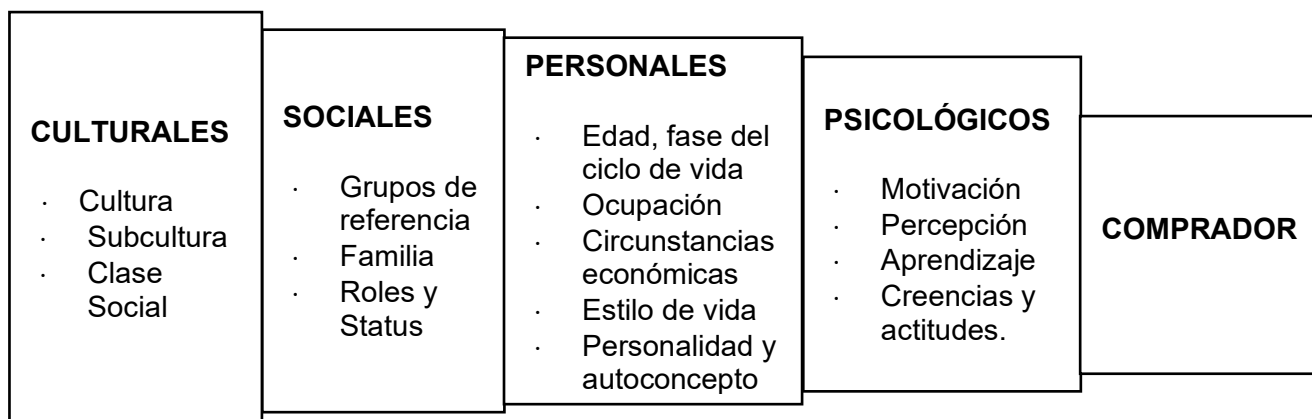 CULTURALES
· Cultura
· Subcultura
· Clase
Social
SOCIALES
· Grupos de
referencia
· Familia
· Roles y
Status
PERSONALES
· Edad, fase del
ciclo de vida
· Ocupación
· Circunstancias
económicas
· Estilo de vida
· Personalidad y
autoconcepto
PSICOLÓGICOS
· Motivación
· Percepción
· Aprendizaje
· Creencias y
actitudes.
COMPRADOR